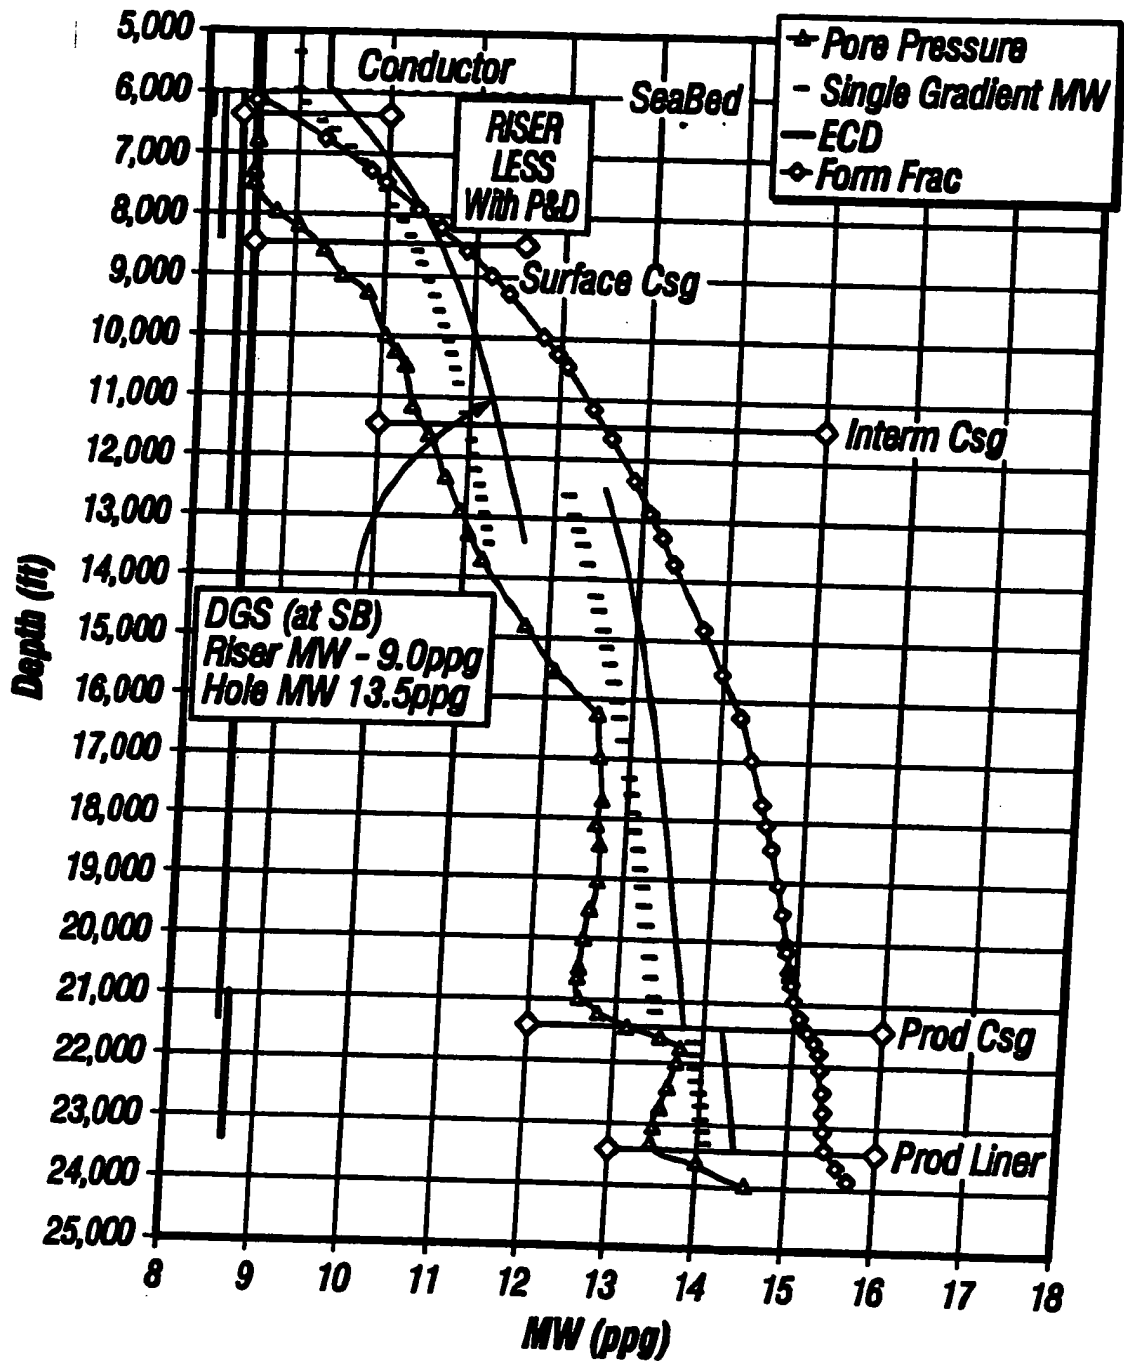 5,000
6,000
7,000
8,000
9,000
10,000
11,000
12,000
13,000
14,000
15,000
16,000
17,000
18,000
19,000
20,000
21,000
22,000
23,000
24,000
25,000
Depth (ft)
8 9 10 11 12 13 14 15 16 17 18
MW (ppg)
Pore Pressure
Single Gradient MW
ECD
Form Frac
Conductor
SeaBed
RISER
LESS
With P&D
Surface Csg
Interm Csg
DGS (at SB)
Riser MW - 9.0ppg
Hole MW 13.5ppg
Prod Csg
Prod Liner